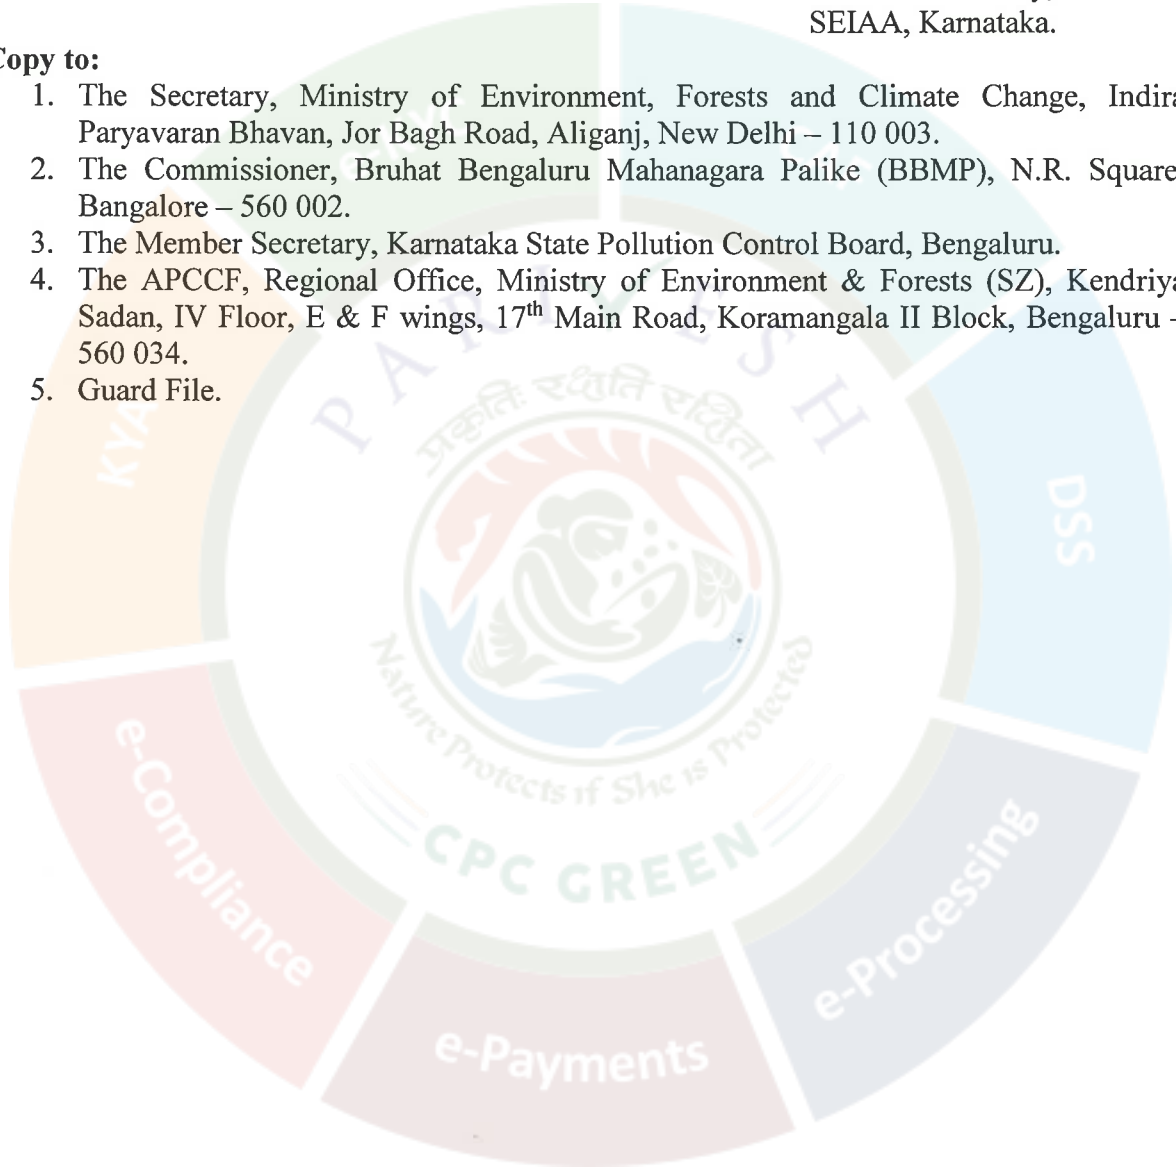 SEIAA, Karnataka.
Copy to:
1. The Secretary, Ministry of Environment, Forests and Climate Change, Indira
Paryavaran Bhavan, Jor Bagh Road, Aliganj, New Delhi – 110 003.
2. The Commissioner, Bruhat Bengaluru Mahanagara Palike (BBMP), N.R. Square
Bangalore – 560 002.
3. The Member Secretary, Karnataka State Pollution Control Board, Bengaluru.
4. The APCCF, Regional Office, Ministry of Environment & Forests (SZ), Kendriya
Sadan, IV Floor, E & F wings, 17th Main Road, Koramangala II Block, Bengaluru –
560 034.
5. Guard File.
PARIVESH
प्रकृतिः रक्षति रक्षिता
KYA
DSS
Nature Protects if She is Protected
CPC GREEN
e-Compliance
e-Processing
e-Payments